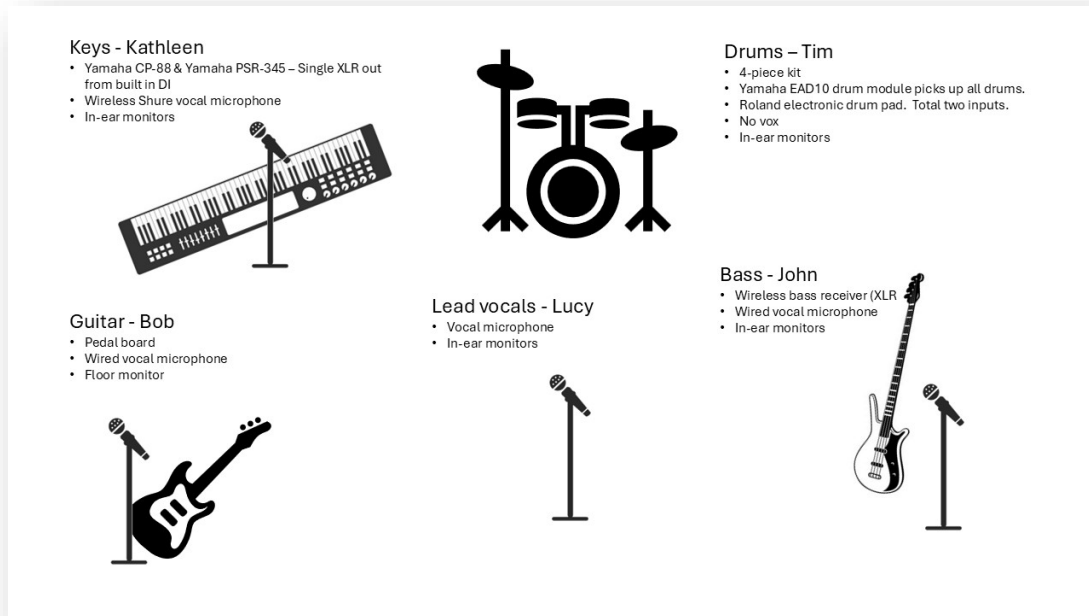 Keys - Kathleen
• Yamaha CP-88 & Yamaha PSR-345 – Single XLR out
from built in DI
• Wireless Shure vocal microphone
• In-ear monitors
Drums – Tim
• 4-piece kit
• Yamaha EAD10 drum module picks up all drums.
• Roland electronic drum pad.  Total two inputs.
• No vox
• In-ear monitors
Guitar - Bob
• Pedal board
• Wired vocal microphone
• Floor monitor
Lead vocals - Lucy
• Vocal microphone
• In-ear monitors
Bass - John
• Wireless bass receiver (XLR
• Wired vocal microphone
• In-ear monitors